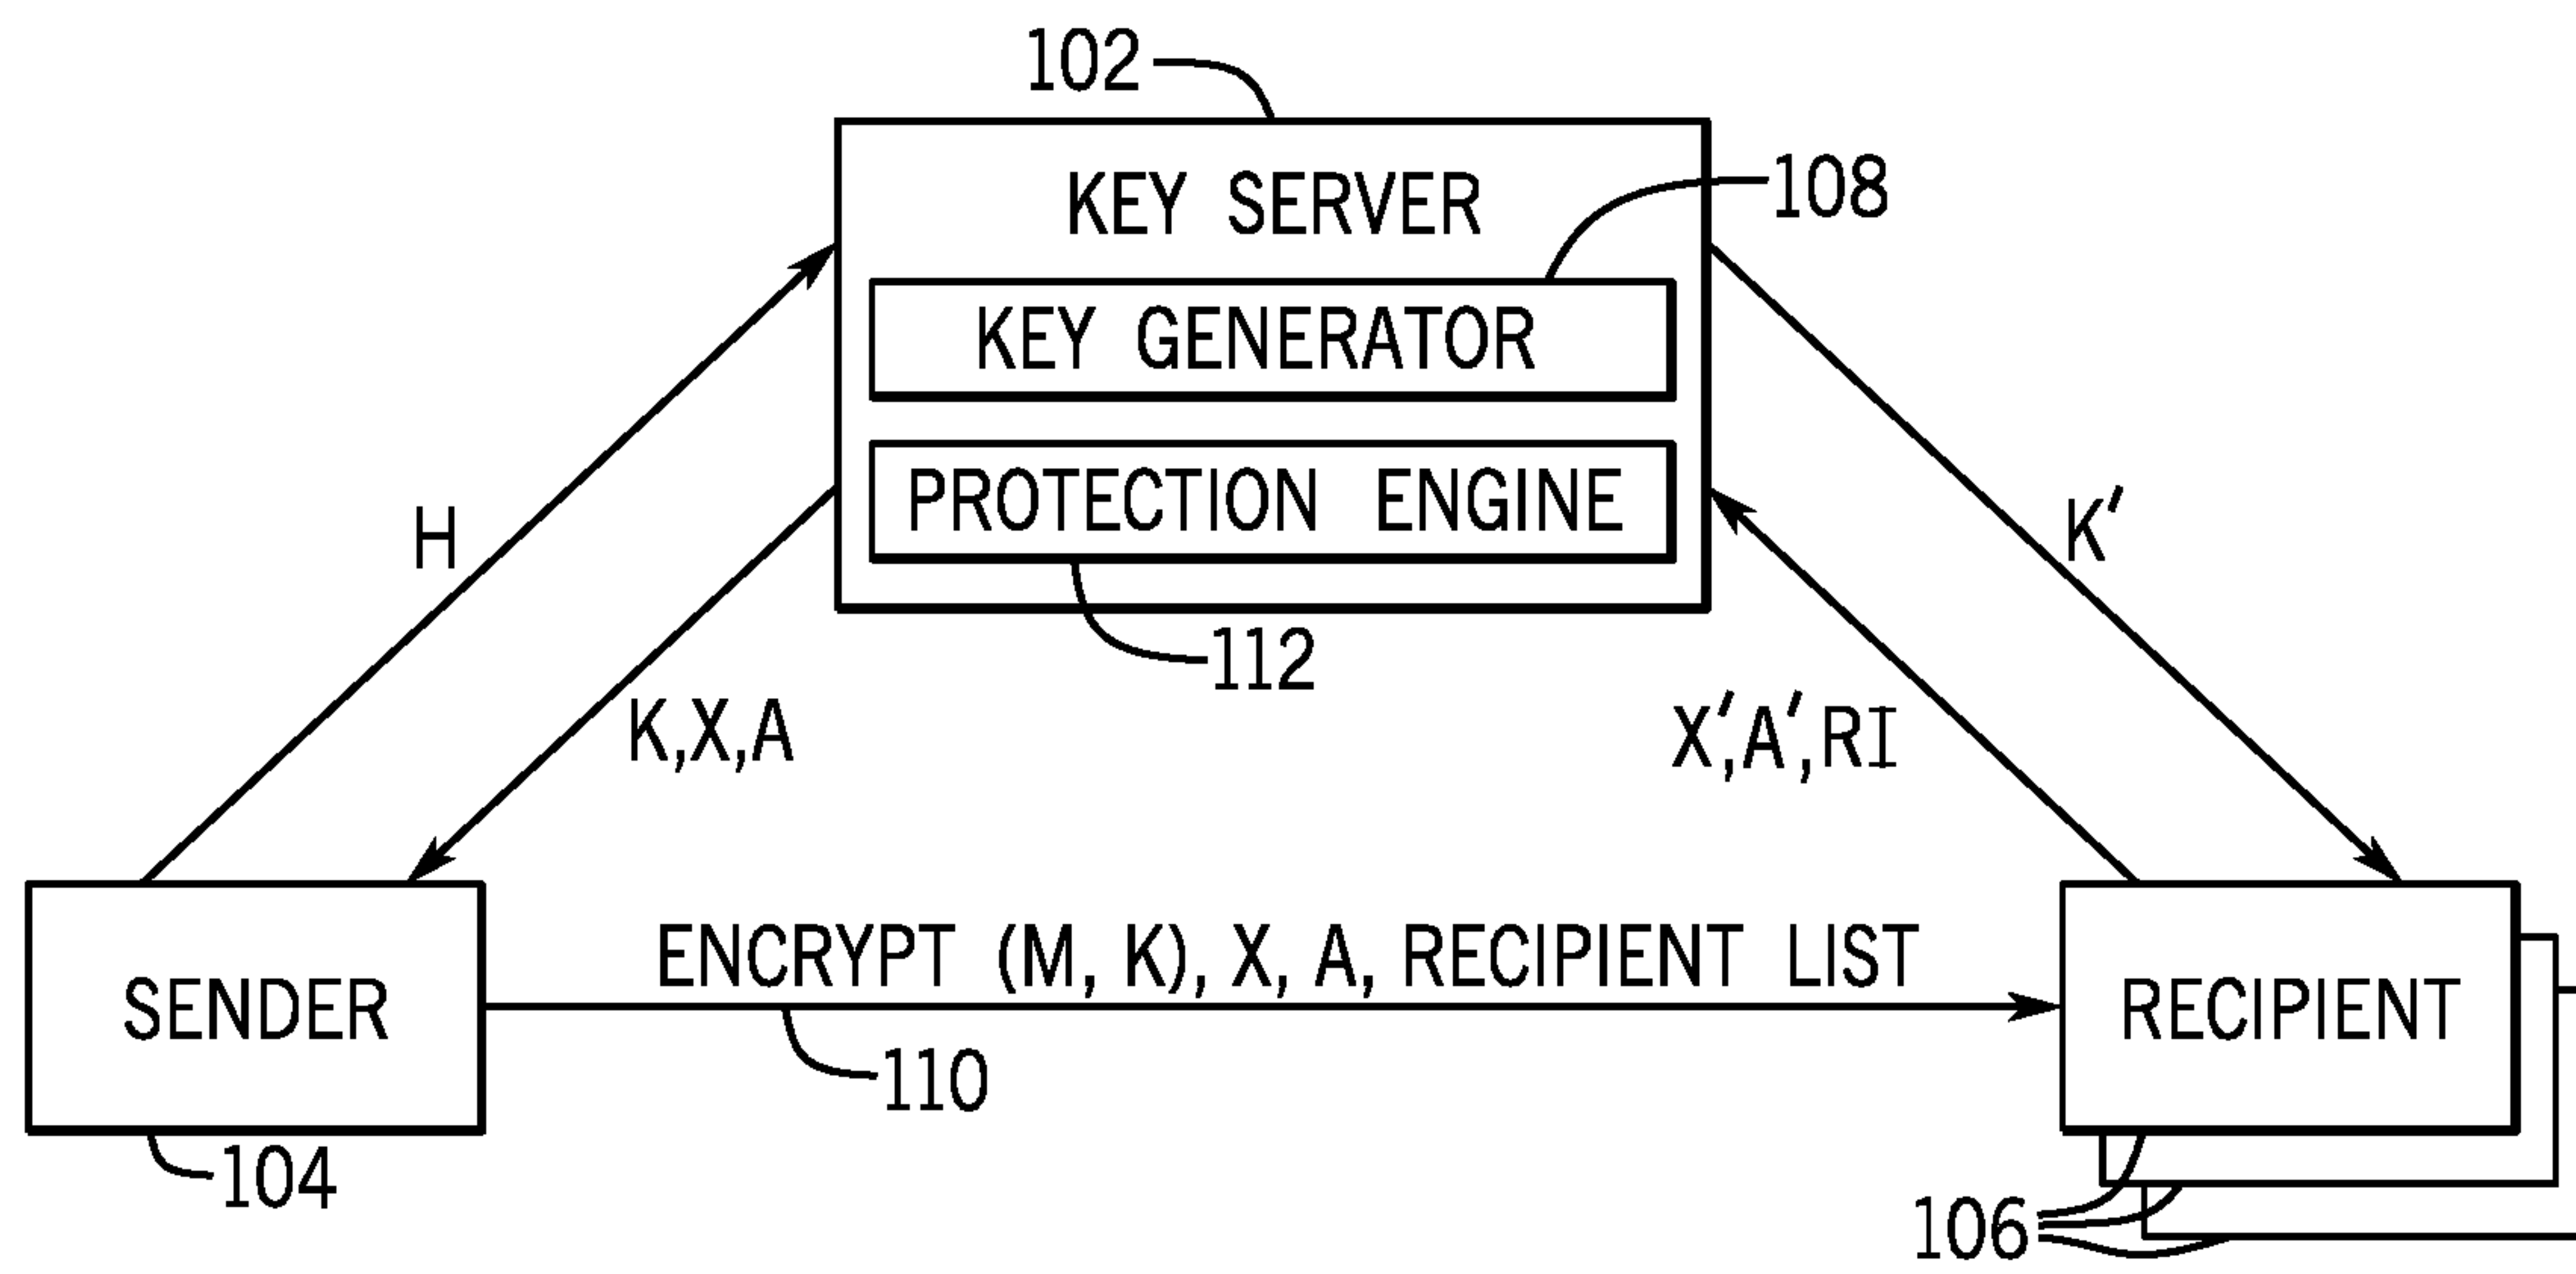 102
KEY SERVER
108
KEY GENERATOR
PROTECTION ENGINE
112
H
K'
K,X,A
X',A',RI
ENCRYPT (M, K), X, A, RECIPIENT LIST
SENDER
RECIPIENT
110
104
106